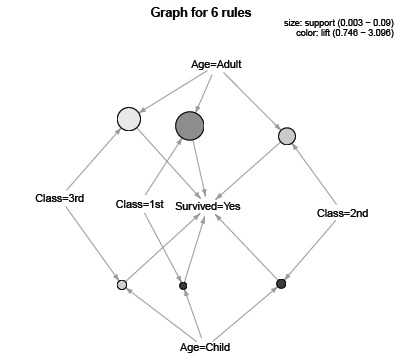 Graph for 6 rules
size: support (0.003 − 0.09)
color: lift (0.746 − 3.096)
Age=Adult
Class=3rd
Class=1st
Survived=Yes
Class=2nd
Age=Child